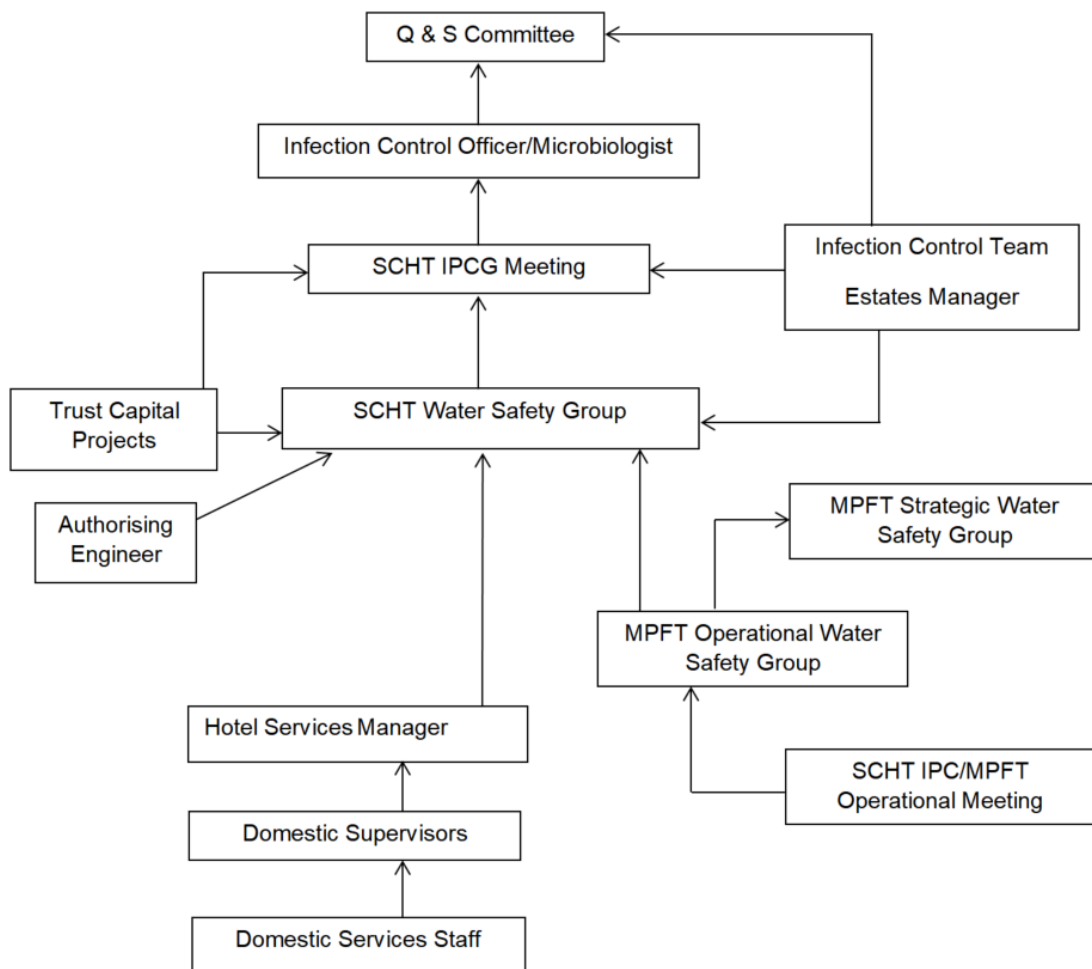 Q & S Committee
Infection Control Officer/Microbiologist
Infection Control Team
Estates Manager
SCHT IPCG Meeting
Trust Capital
Projects
SCHT Water Safety Group
Authorising
Engineer
MPFT Strategic Water
Safety Group
MPFT Operational Water
Safety Group
Hotel Services Manager
SCHT IPC/MPFT
Operational Meeting
Domestic Supervisors
Domestic Services Staff